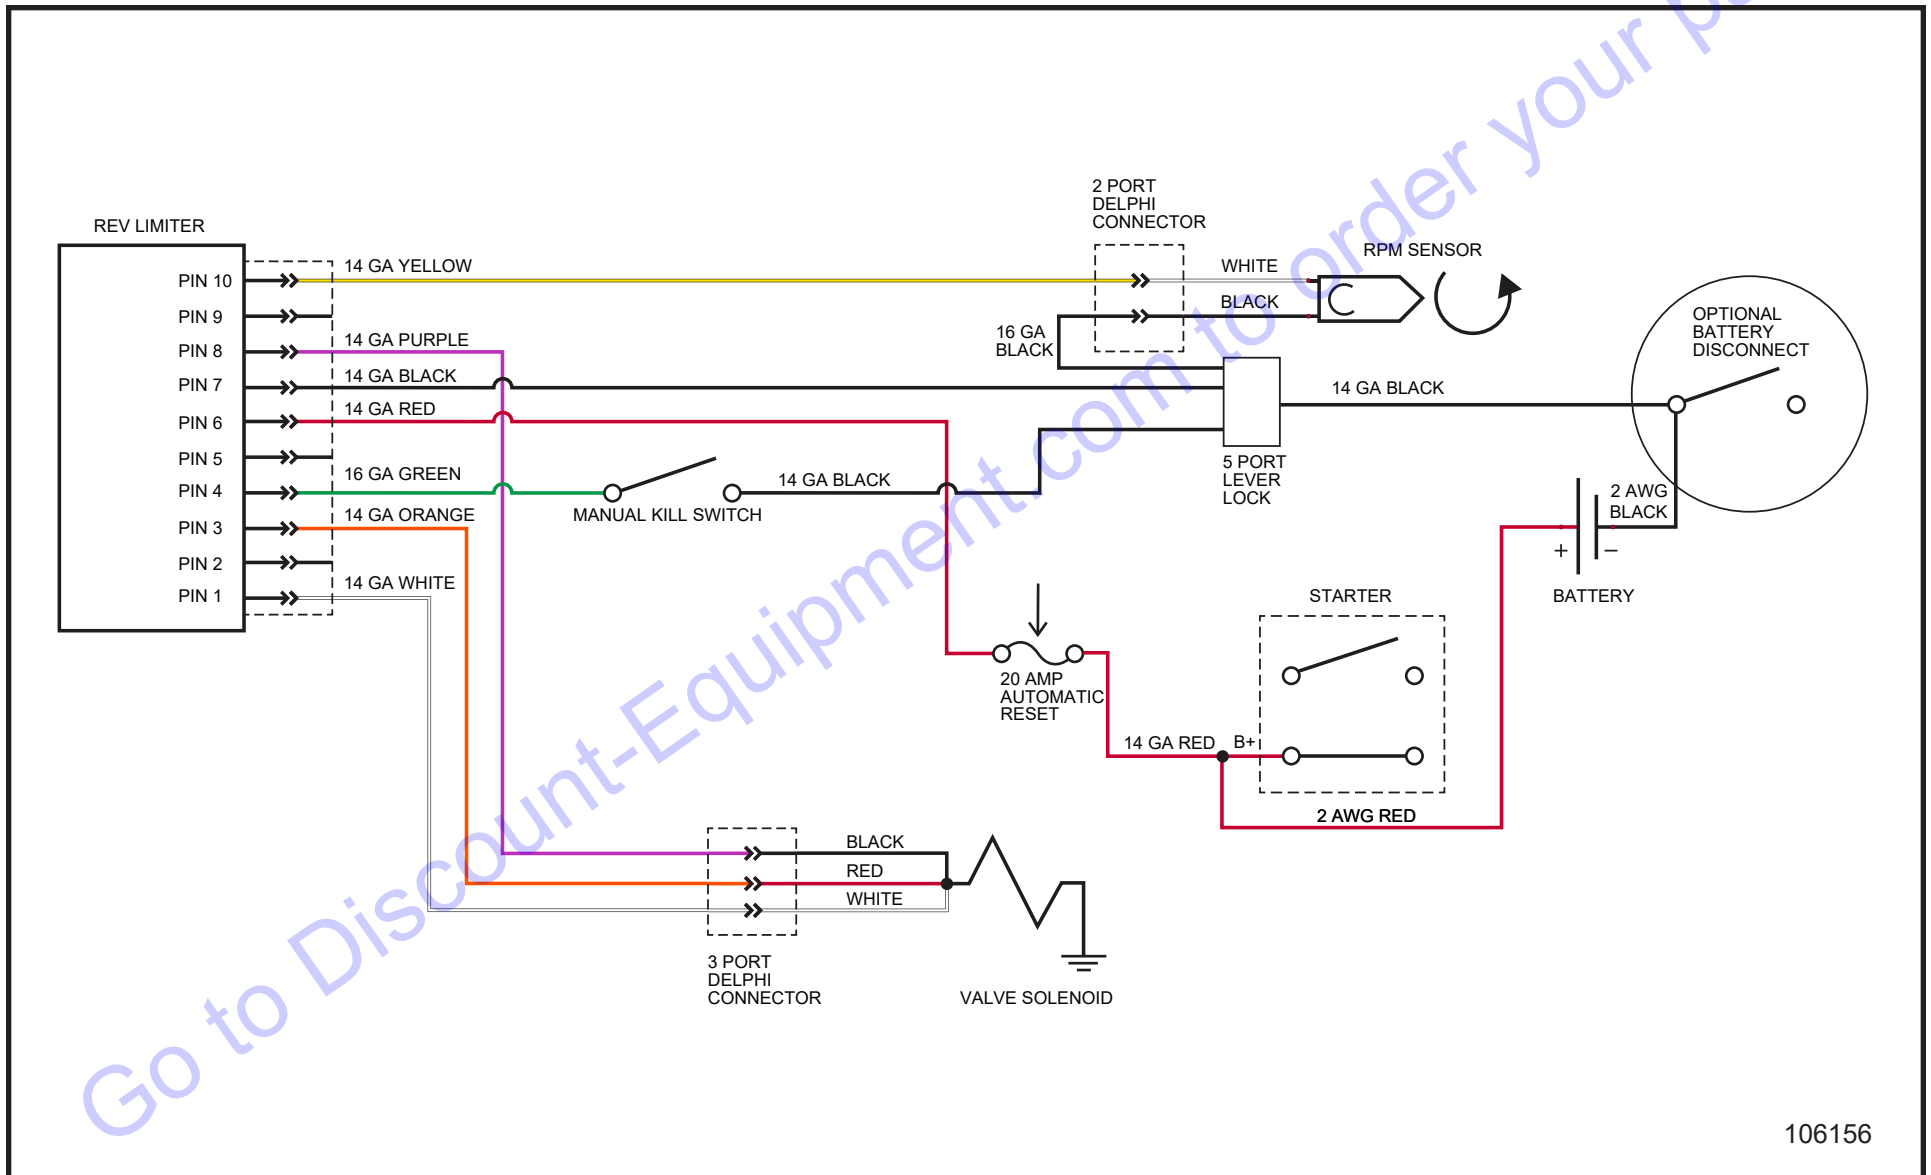 2 PORT
DELPHI
CONNECTOR
REV LIMITER
RPM SENSOR
PIN 10
14 GA YELLOW
WHITE
PIN 9
BLACK
16 GA
BLACK
OPTIONAL
BATTERY
DISCONNECT
PIN 8
14 GA PURPLE
PIN 7
14 GA BLACK
14 GA BLACK
PIN 6
14 GA RED
PIN 5
5 PORT
LEVER
LOCK
PIN 4
16 GA GREEN
14 GA BLACK
2 AWG
BLACK
MANUAL KILL SWITCH
PIN 3
14 GA ORANGE
+
–
PIN 2
PIN 1
14 GA WHITE
STARTER
BATTERY
20 AMP
AUTOMATIC
RESET
14 GA RED
B+
2 AWG RED
BLACK
RED
WHITE
3 PORT
DELPHI
CONNECTOR
VALVE SOLENOID
106156
Go to Discount-Equipment.com to order your